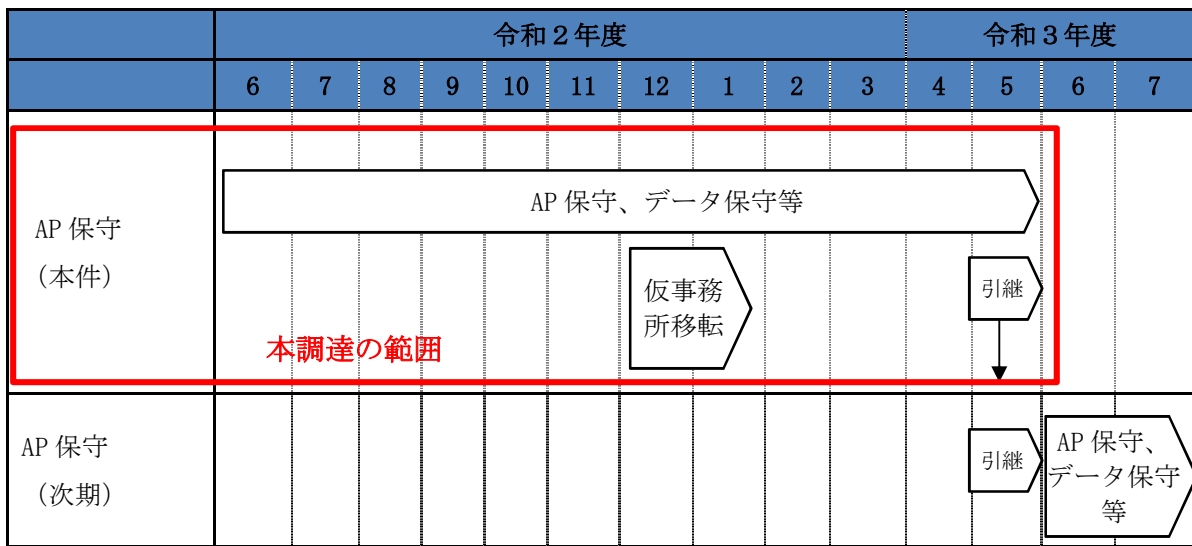 令和２年度 令和３年度
6 7 8 9 10 11 12 1 2 3 4 5 6 7
AP 保守
（本件）
AP 保守、データ保守等
仮事務
所移転
引継
本調達の範囲
AP 保守
（次期）
引継
AP 保守、
データ保守
等